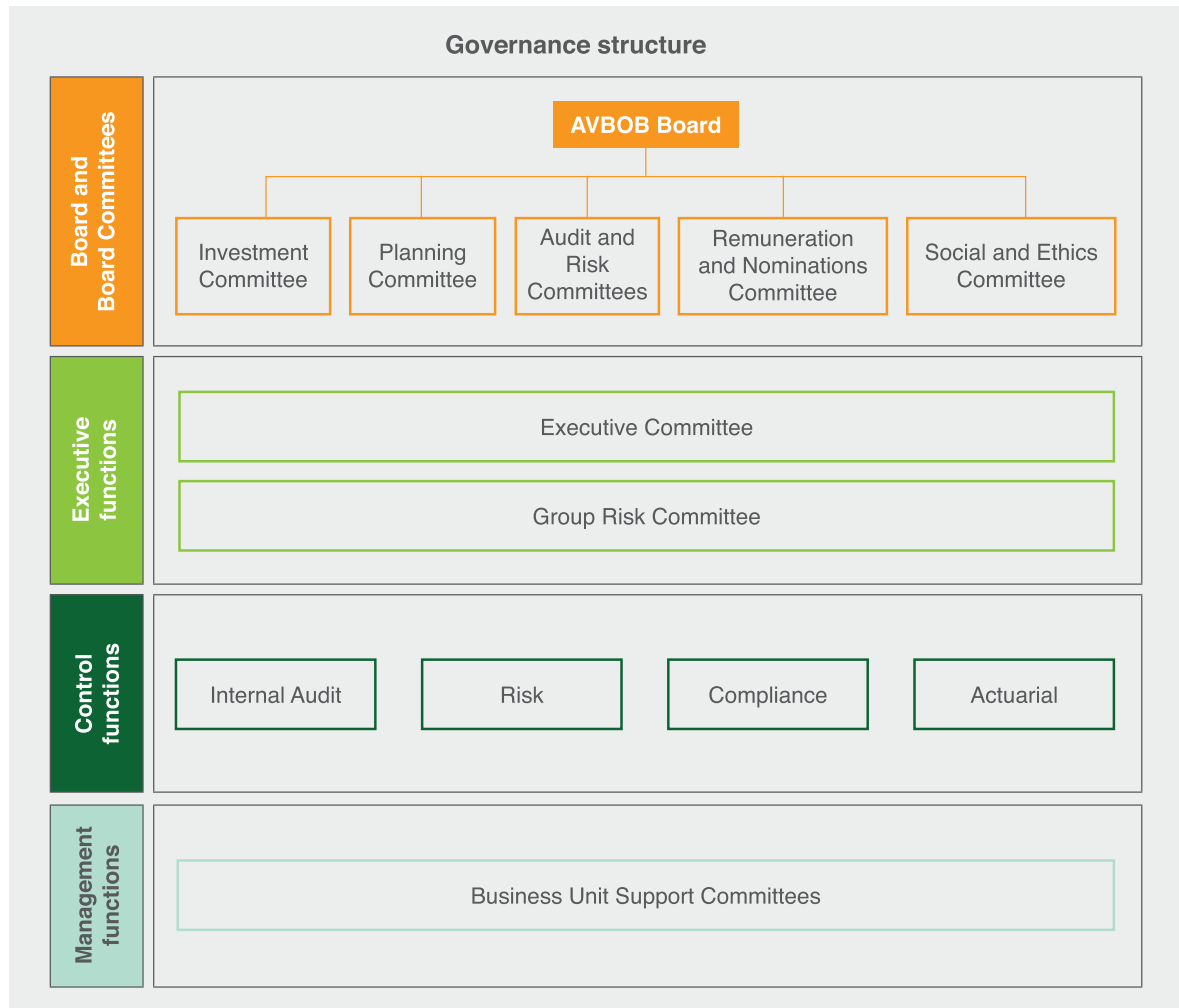 Governance structure
Board and
Board Committees
AVBOB Board
Investment
Committee
Planning
Committee
Audit and
Risk
Committees
Remuneration
and Nominations
Committee
Social and Ethics
Committee
Executive
functions
Executive Committee
Group Risk Committee
Control
functions
Internal Audit
Risk
Compliance
Actuarial
Management
functions
Business Unit Support Committees